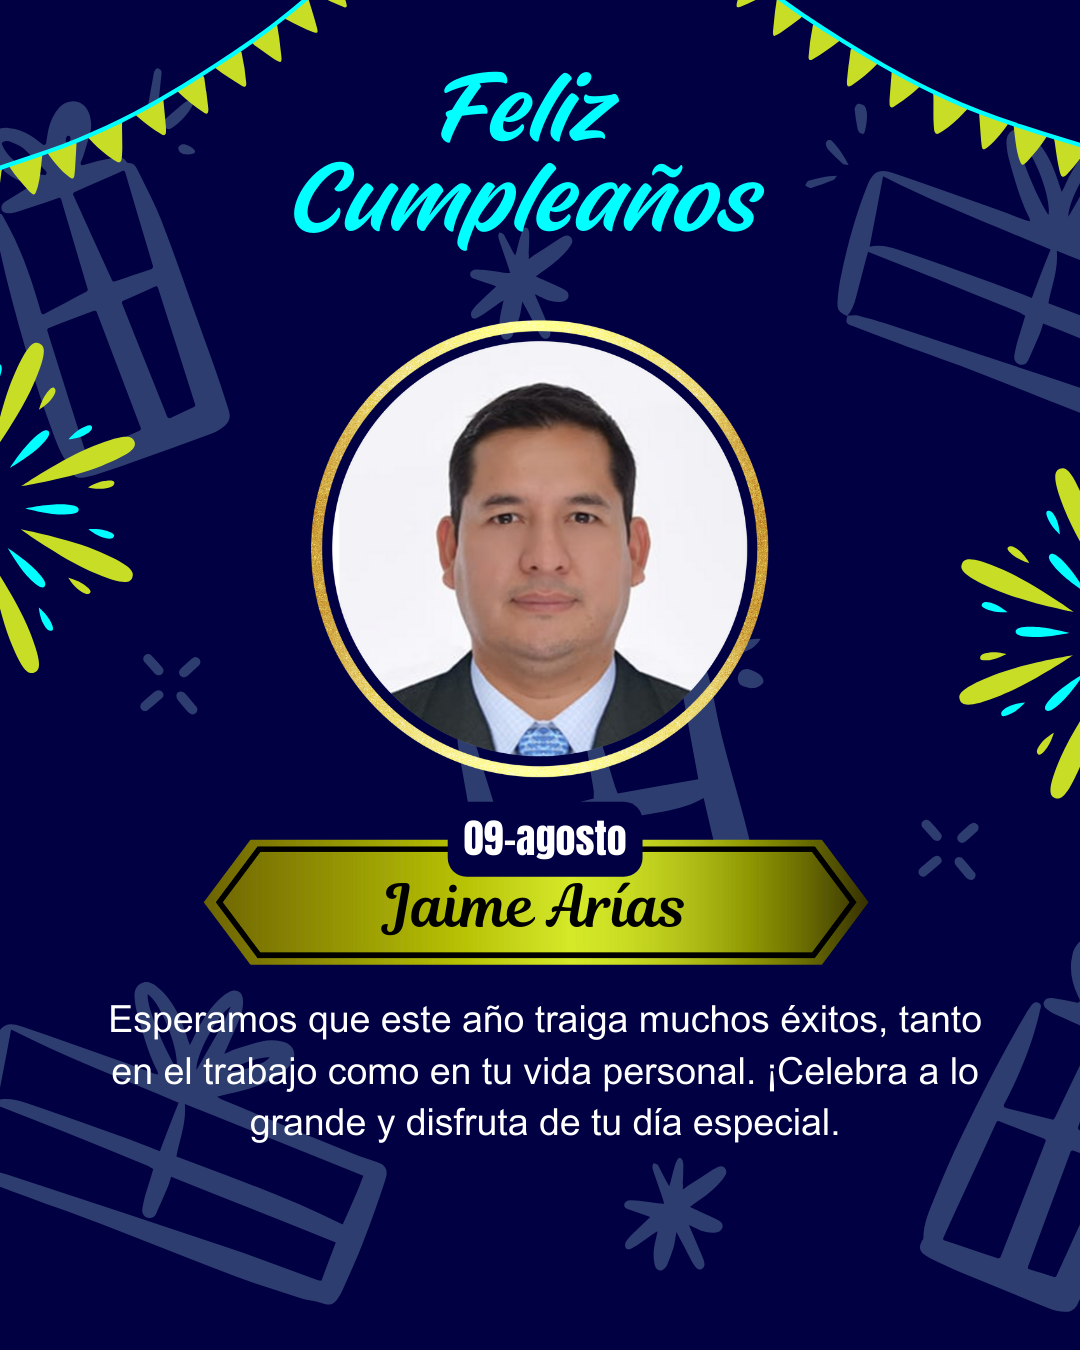 Feliz
Cumpleaños
09-agosto
Jaime Arías
Esperamos que este año traiga muchos éxitos, tanto
en el trabajo como en tu vida personal. ¡Celebra a lo
grande y disfruta de tu día especial.